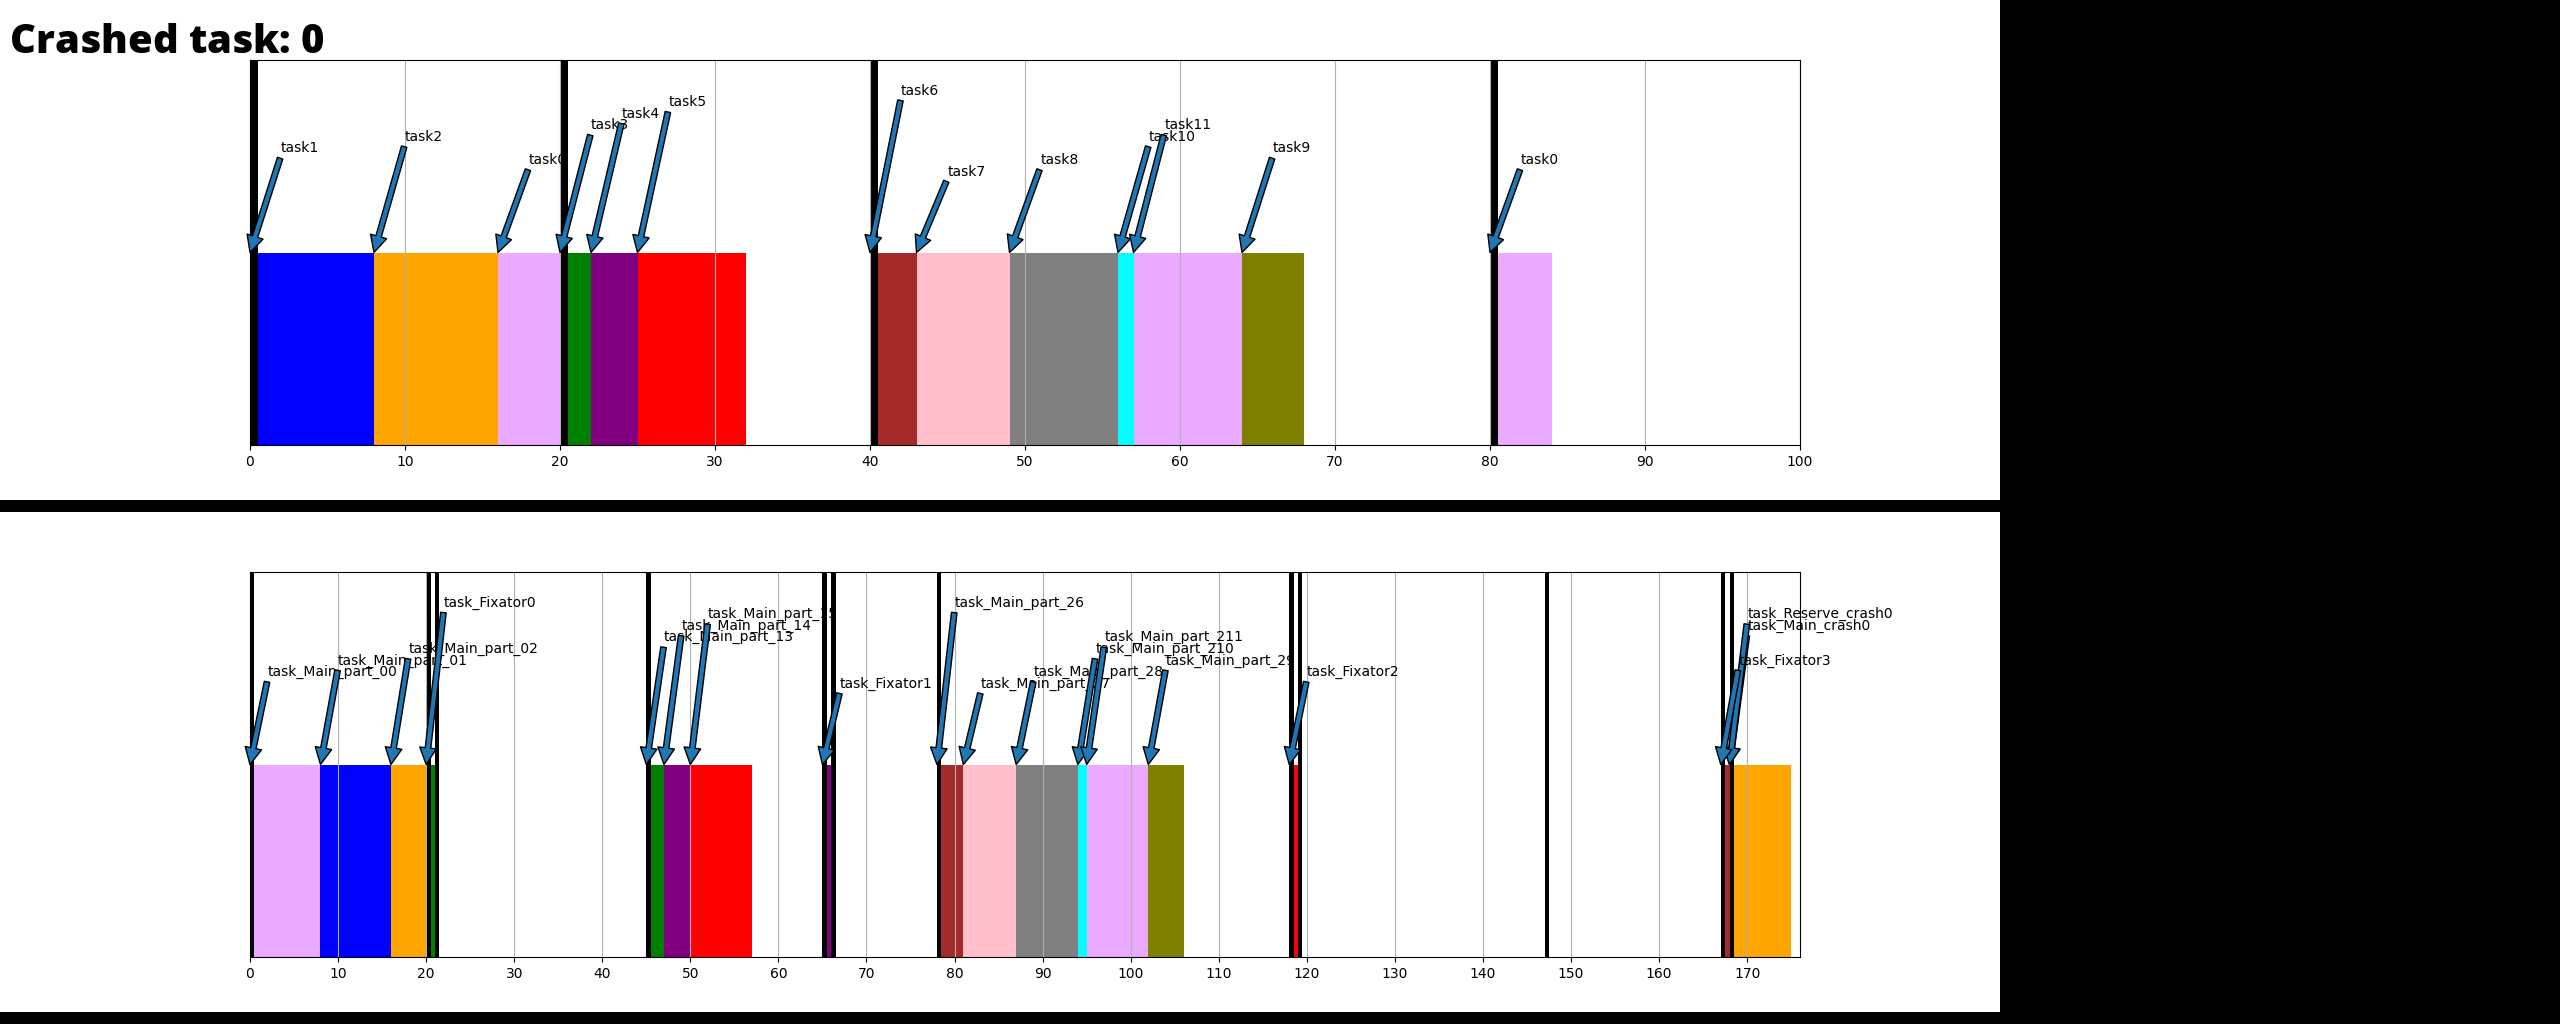 Crashed task: 0
task6
task5
task4
task3
task11
task2
task10
task1
task9
task0
task8
task0
task7
0 10 20 30 40 50 60 70 80 90 100
task_Fixator0
task_Main_part_26
task_Main_part_15
task_Reserve_crash0
task_Main_part_14
task_Main_crash0
task_Main_part_13
task_Main_part_211
task_Main_part_02
task_Main_part_210
task_Main_part_01
task_Main_part_29
task_Fixator3
task_Main_part_00
task_Main_part_28
task_Fixator2
task_Fixator1
task_Main_part_27
0 10 20 30 40 50 60 70 80 90 100 110 120 130 140 150 160 170